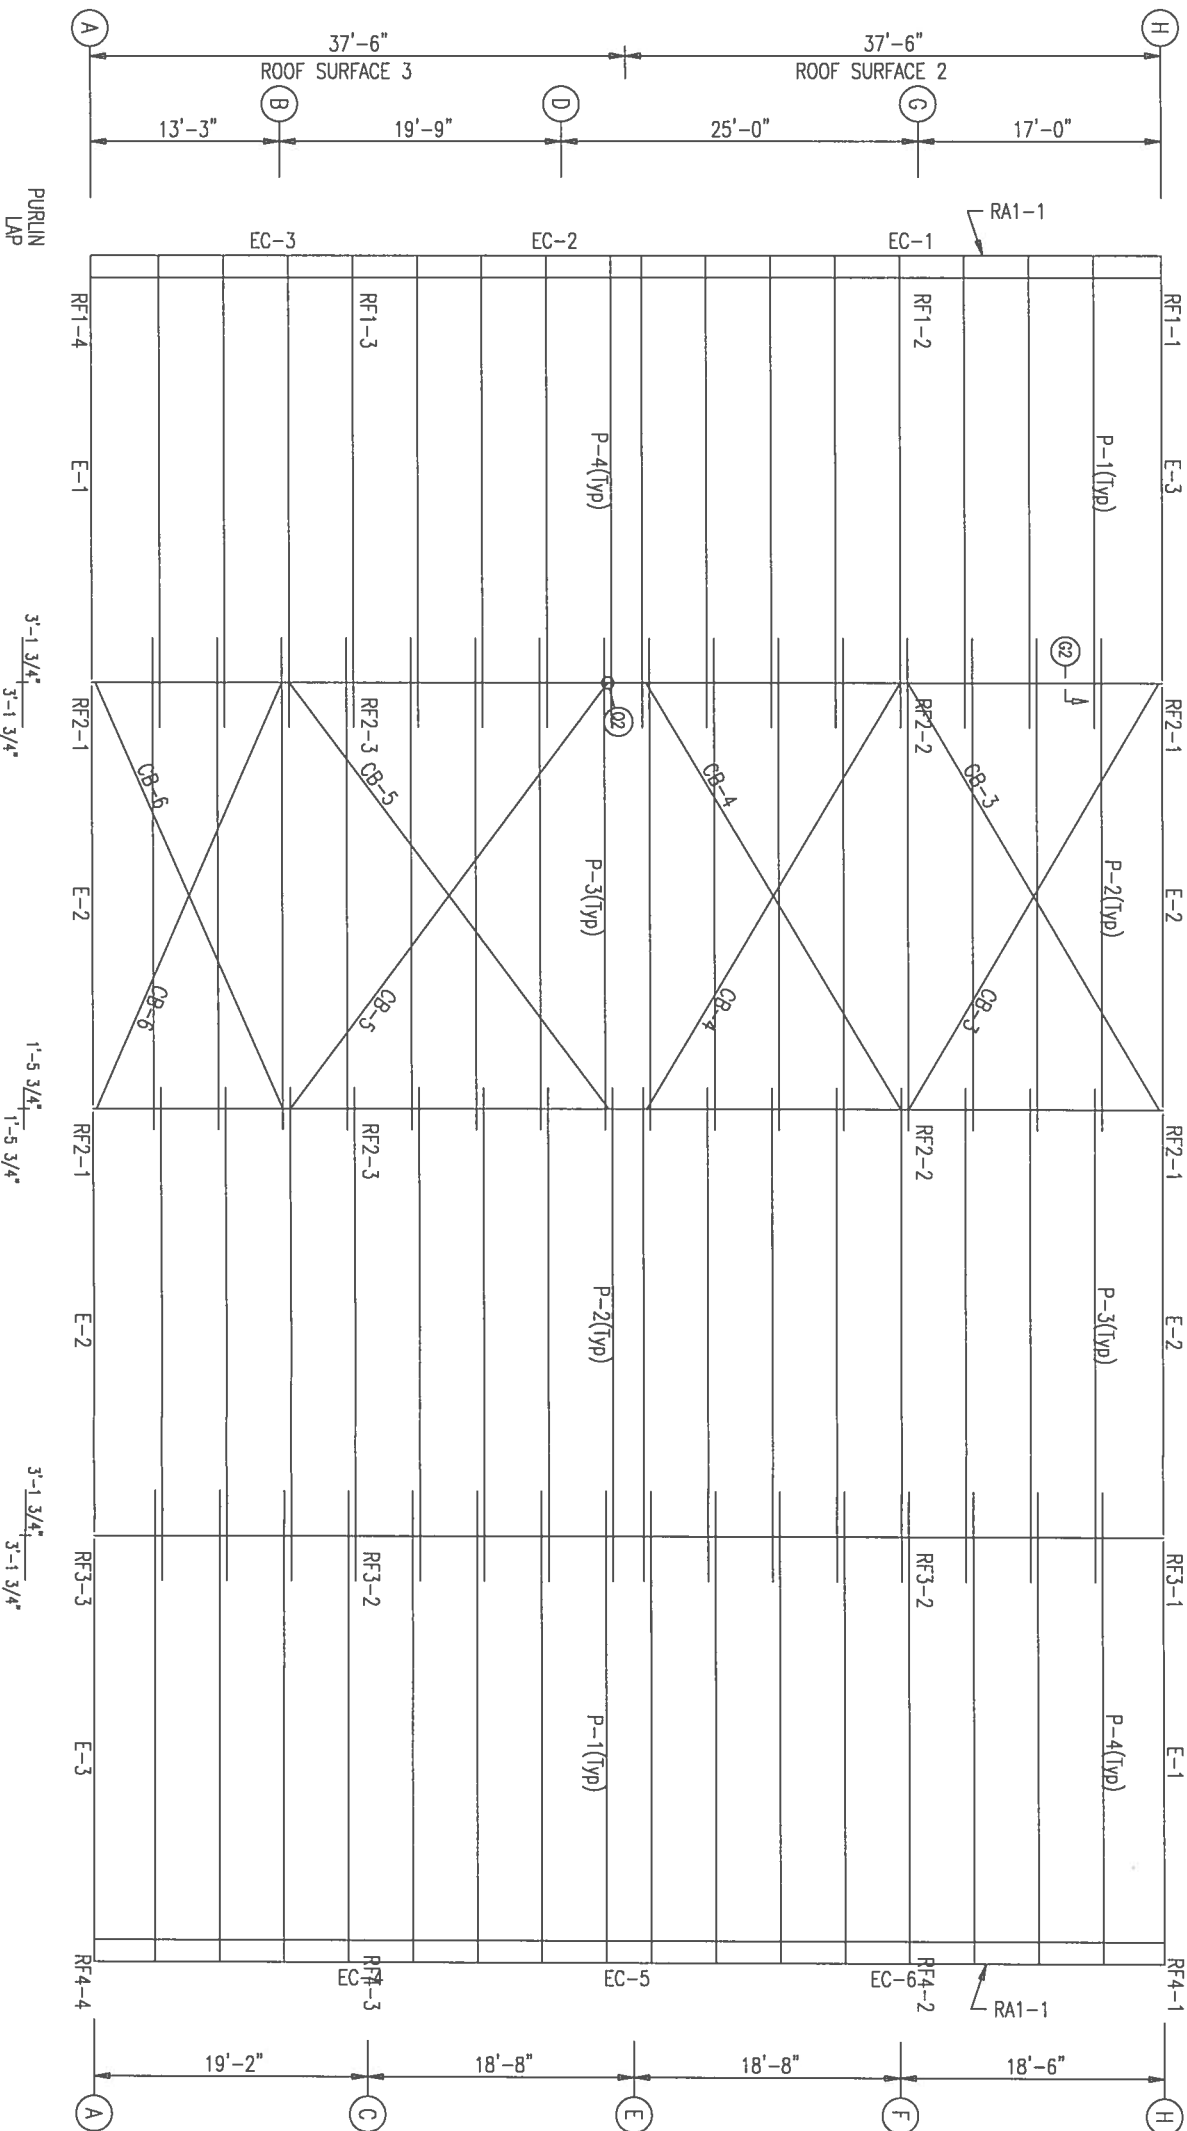 A
H
37'-6"
37'-6"
ROOF SURFACE 3
ROOF SURFACE 2
B
D
G
13'-3"
19'-9"
25'-0"
17'-0"
PURLIN
LAP
RA1-1
EC-3
EC-2
EC-1
RF1-4
RF1-3
RF1-2
RF1-1
E-1
P-4(Typ)
P-1(Typ)
E-3
3'-1 3/4"
3'-1 3/4"
G2
Q2
RF2-1
RF2-3
RF2-2
RF2-1
CB-6
CB-5
CB-4
CB-3
E-2
P-3(Typ)
P-2(Typ)
E-2
CB-6
CB-5
CB-4
CB-3
1'-5 3/4"
1'-5 3/4"
RF2-1
RF2-3
RF2-2
RF2-1
E-2
P-2(Typ)
P-3(Typ)
E-2
3'-1 3/4"
3'-1 3/4"
RF3-3
RF3-2
RF3-2
RF3-1
E-3
P-1(Typ)
P-4(Typ)
E-1
RF4-4
EC-4
RF4-3
EC-5
EC-6
RF4-2
RF4-1
RA1-1
19'-2"
18'-8"
18'-8"
18'-6"
A
C
E
F
H